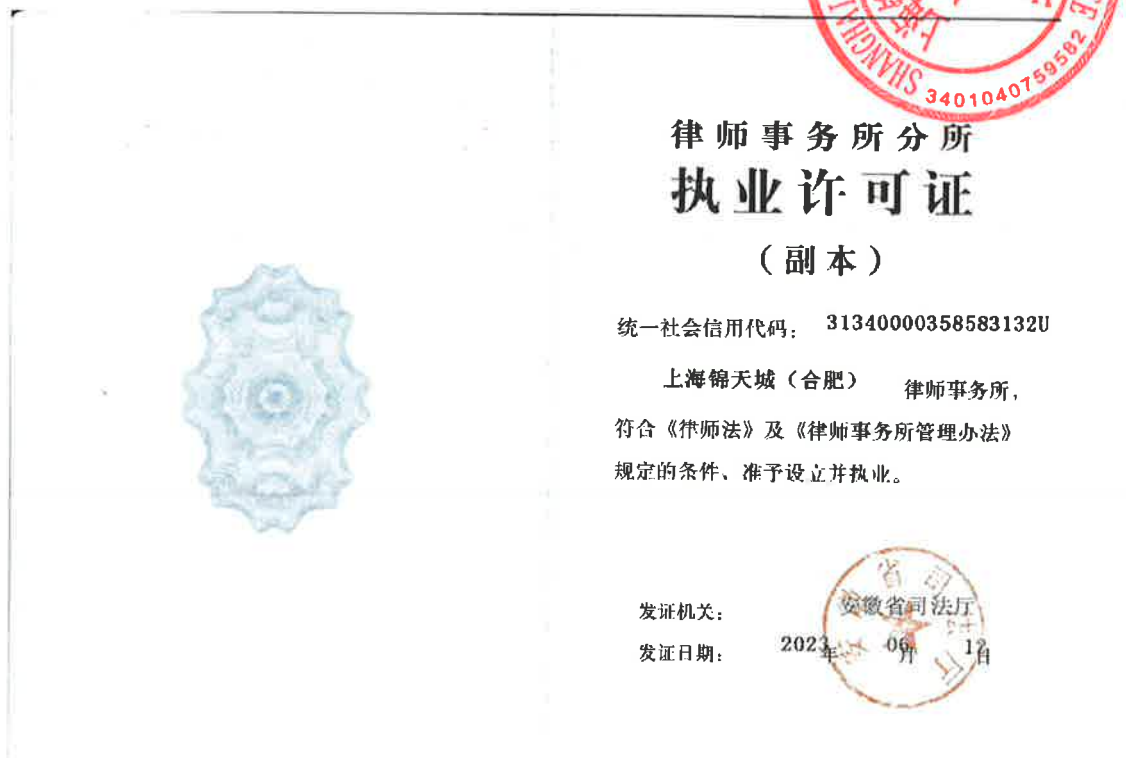 SHANGHAI
3401040759582
律师事务所分所
执业许可证
（副本）
统一社会信用代码： 31340000358583132U
上海锦天城（合肥） 律师事务所，
符合《律师法》及《律师事务所管理办法》
规定的条件、准予设立并执业。
发证机关： 安徽省司法厅
发证日期： 2023年 06月 12日